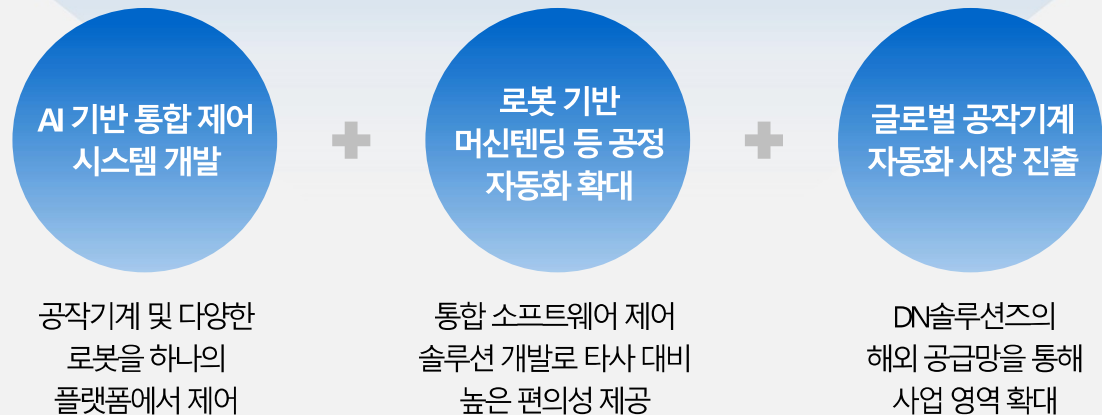 AI 기반 통합 제어
시스템 개발
로봇 기반
머신텐딩 등 공정
자동화 확대
글로벌 공작기계
자동화 시장 진출
공작기계 및 다양한
로봇을 하나의
플랫폼에서 제어
통합 소프트웨어 제어
솔루션 개발로 타사 대비
높은 편의성 제공
DN솔루션즈의
해외 공급망을 통해
사업 영역 확대